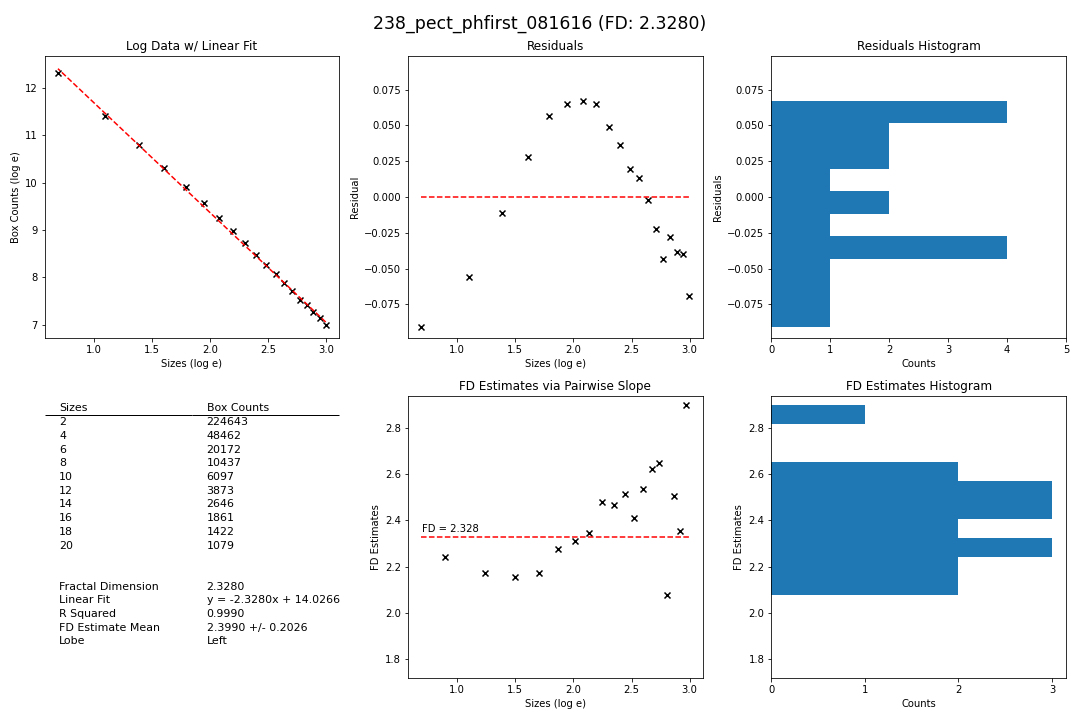 238_pect_phfirst_081616 (FD: 2.3280)
Log Data w/ Linear Fit
12
11
10
9
8
7
Box Counts (log e)
1.0 1.5 2.0 2.5 3.0
Sizes (log e)
Residuals
0.075
0.050
0.025
0.000
−0.025
−0.050
−0.075
Residual
1.0 1.5 2.0 2.5 3.0
Sizes (log e)
Residuals Histogram
0.075
0.050
0.025
0.000
−0.025
−0.050
−0.075
Residuals
0 1 2 3 4 5
Counts
Sizes Box Counts
2 224643
4 48462
6 20172
8 10437
10 6097
12 3873
14 2646
16 1861
18 1422
20 1079
Fractal Dimension 2.3280
Linear Fit y = -2.3280x + 14.0266
R Squared 0.9990
FD Estimate Mean 2.3990 +/- 0.2026
Lobe Left
FD Estimates via Pairwise Slope
2.8
2.6
2.4
2.2
2.0
1.8
FD Estimates
FD = 2.328
1.0 1.5 2.0 2.5 3.0
Sizes (log e)
FD Estimates Histogram
2.8
2.6
2.4
2.2
2.0
1.8
FD Estimates
0 1 2 3
Counts